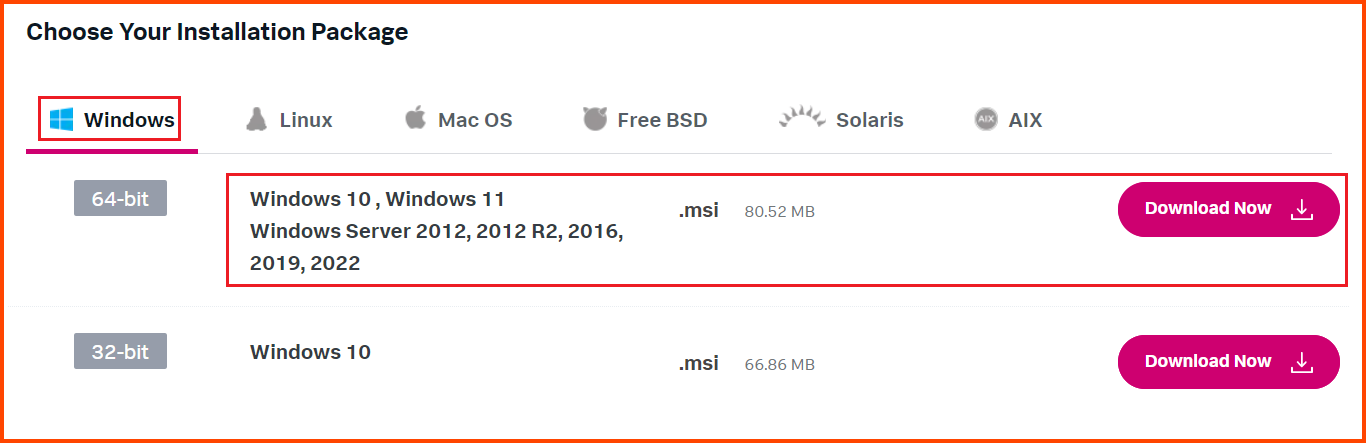 Choose Your Installation Package
Windows
Linux
Mac OS
Free BSD
Solaris
AIX
AIX
64-bit
Windows 10 , Windows 11
Windows Server 2012, 2012 R2, 2016,
2019, 2022
.msi
80.52 MB
Download Now
32-bit
Windows 10
.msi
66.86 MB
Download Now